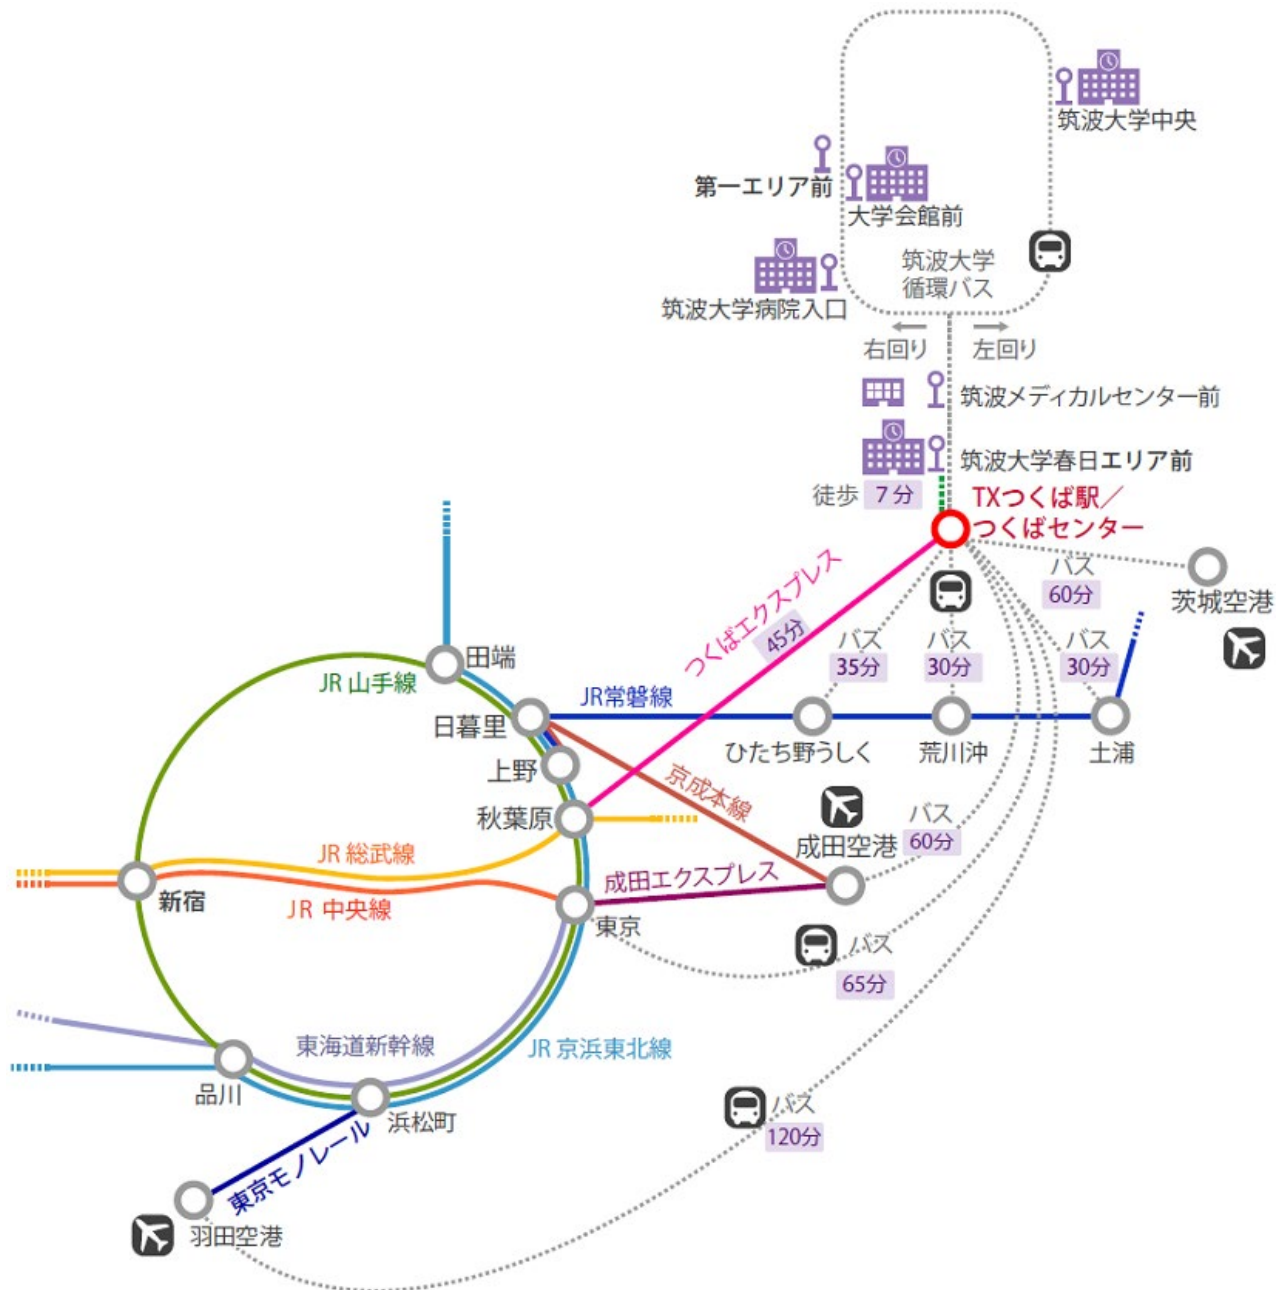 筑波大学中央
第一エリア前
大学会館前
筑波大学
循環バス
筑波大学病院入口
右回り
左回り
筑波メディカルセンター前
筑波大学春日エリア前
徒歩 7分
TXつくば駅／
つくばセンター
バス
60分
茨城空港
つくばエクスプレス
45分
バス
35分
バス
30分
バス
30分
田端
JR 山手線
日暮里
JR常磐線
ひたち野うしく
荒川沖
土浦
上野
京成本線
秋葉原
成田空港
バス
60分
JR 総武線
成田エクスプレス
新宿
JR 中央線
東京
バス
65分
東海道新幹線
JR 京浜東北線
品川
浜松町
バス
120分
東京モノレール
羽田空港